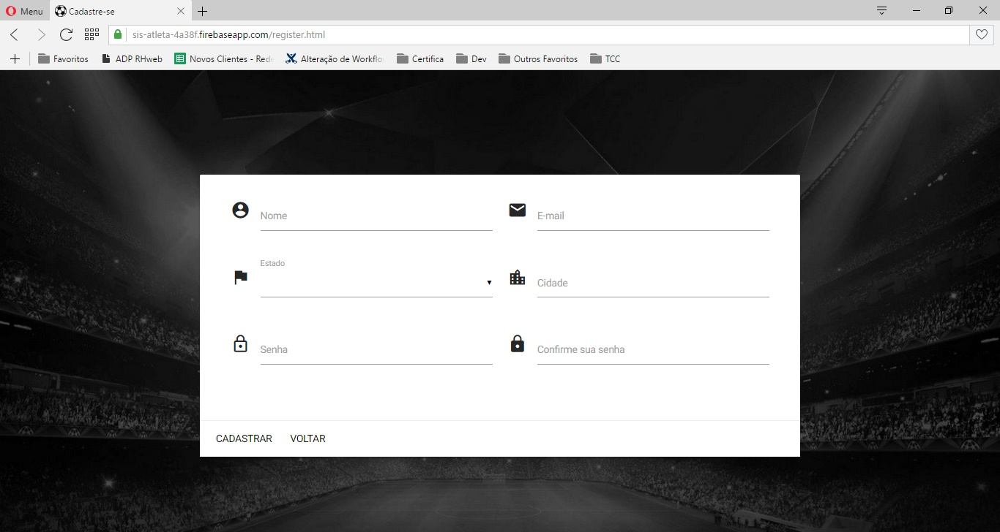 Menu
Cadastre-se
sis-atleta-4a38f.firebaseapp.com/register.html
Favoritos
ADP RHweb
Novos Clientes - Rede
Alteração de Workflo
Certifica
Dev
Outros Favoritos
TCC
Nome
E-mail
Estado
Cidade
Senha
Confirme sua senha
CADASTRAR
VOLTAR